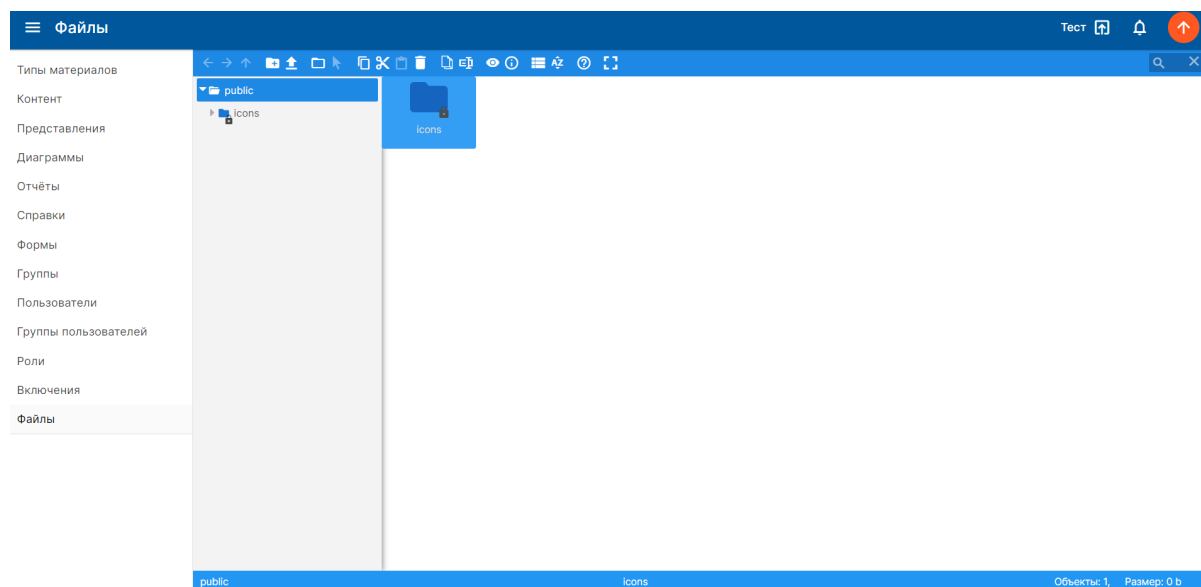 Файлы
Тест
Типы материалов
Контент
Представления
Диаграммы
Отчёты
Справки
Формы
Группы
Пользователи
Группы пользователей
Роли
Включения
Файлы
public
icons
icons
public
icons
Объекты: 1, Размер: 0 b